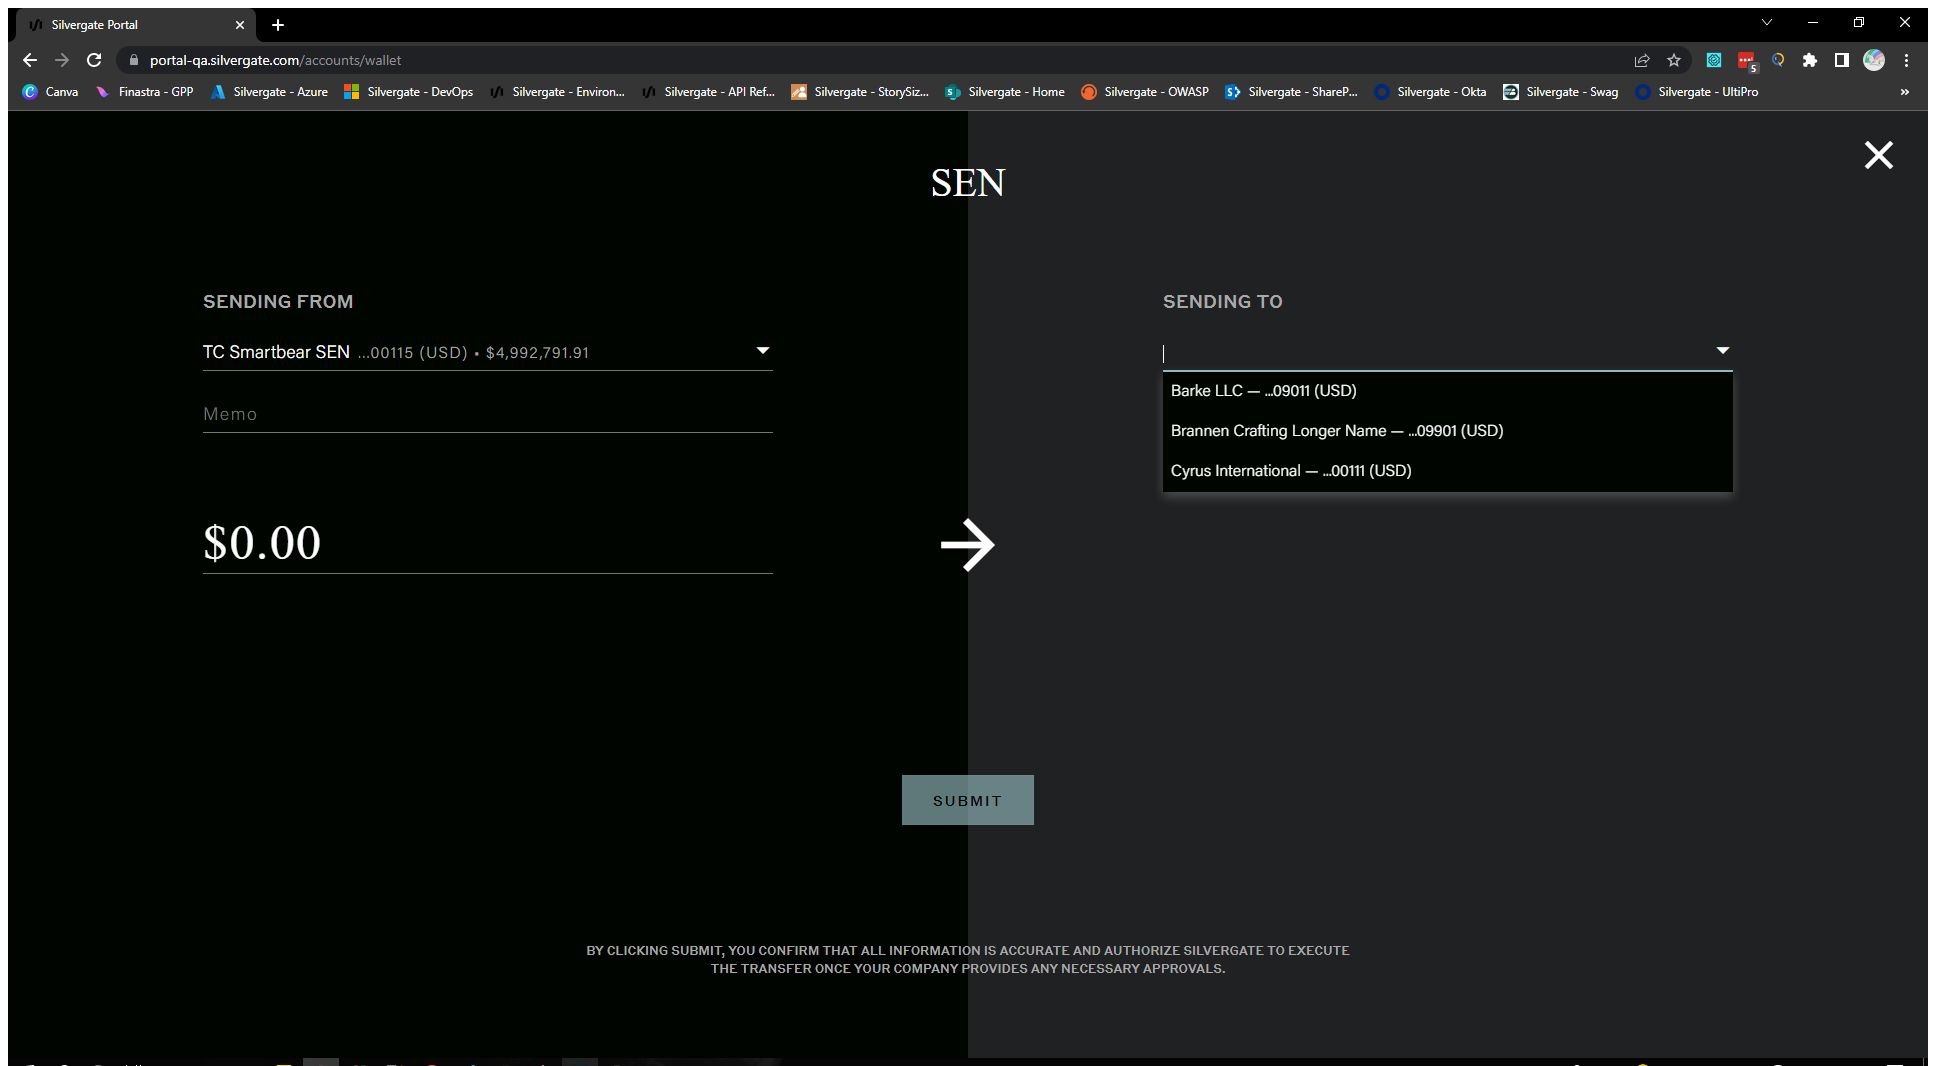 Silvergate Portal
portal-qa.silvergate.com/accounts/wallet
5
Canva
Finastra - GPP
Silvergate - Azure
Silvergate - DevOps
Silvergate - Environ...
Silvergate - API Ref...
Silvergate - StorySiz...
Silvergate - Home
Silvergate - OWASP
Silvergate - ShareP...
Silvergate - Okta
Silvergate - Swag
Silvergate - UltiPro
»
SEN
SENDING FROM
TC Smartbear SEN ...00115 (USD) • $4,992,791.91
Memo
$0.00
SENDING TO
Barke LLC — ...09011 (USD)
Brannen Crafting Longer Name — ...09901 (USD)
Cyrus International — ...00111 (USD)
SUBMIT
BY CLICKING SUBMIT, YOU CONFIRM THAT ALL INFORMATION IS ACCURATE AND AUTHORIZE SILVERGATE TO EXECUTE
THE TRANSFER ONCE YOUR COMPANY PROVIDES ANY NECESSARY APPROVALS.